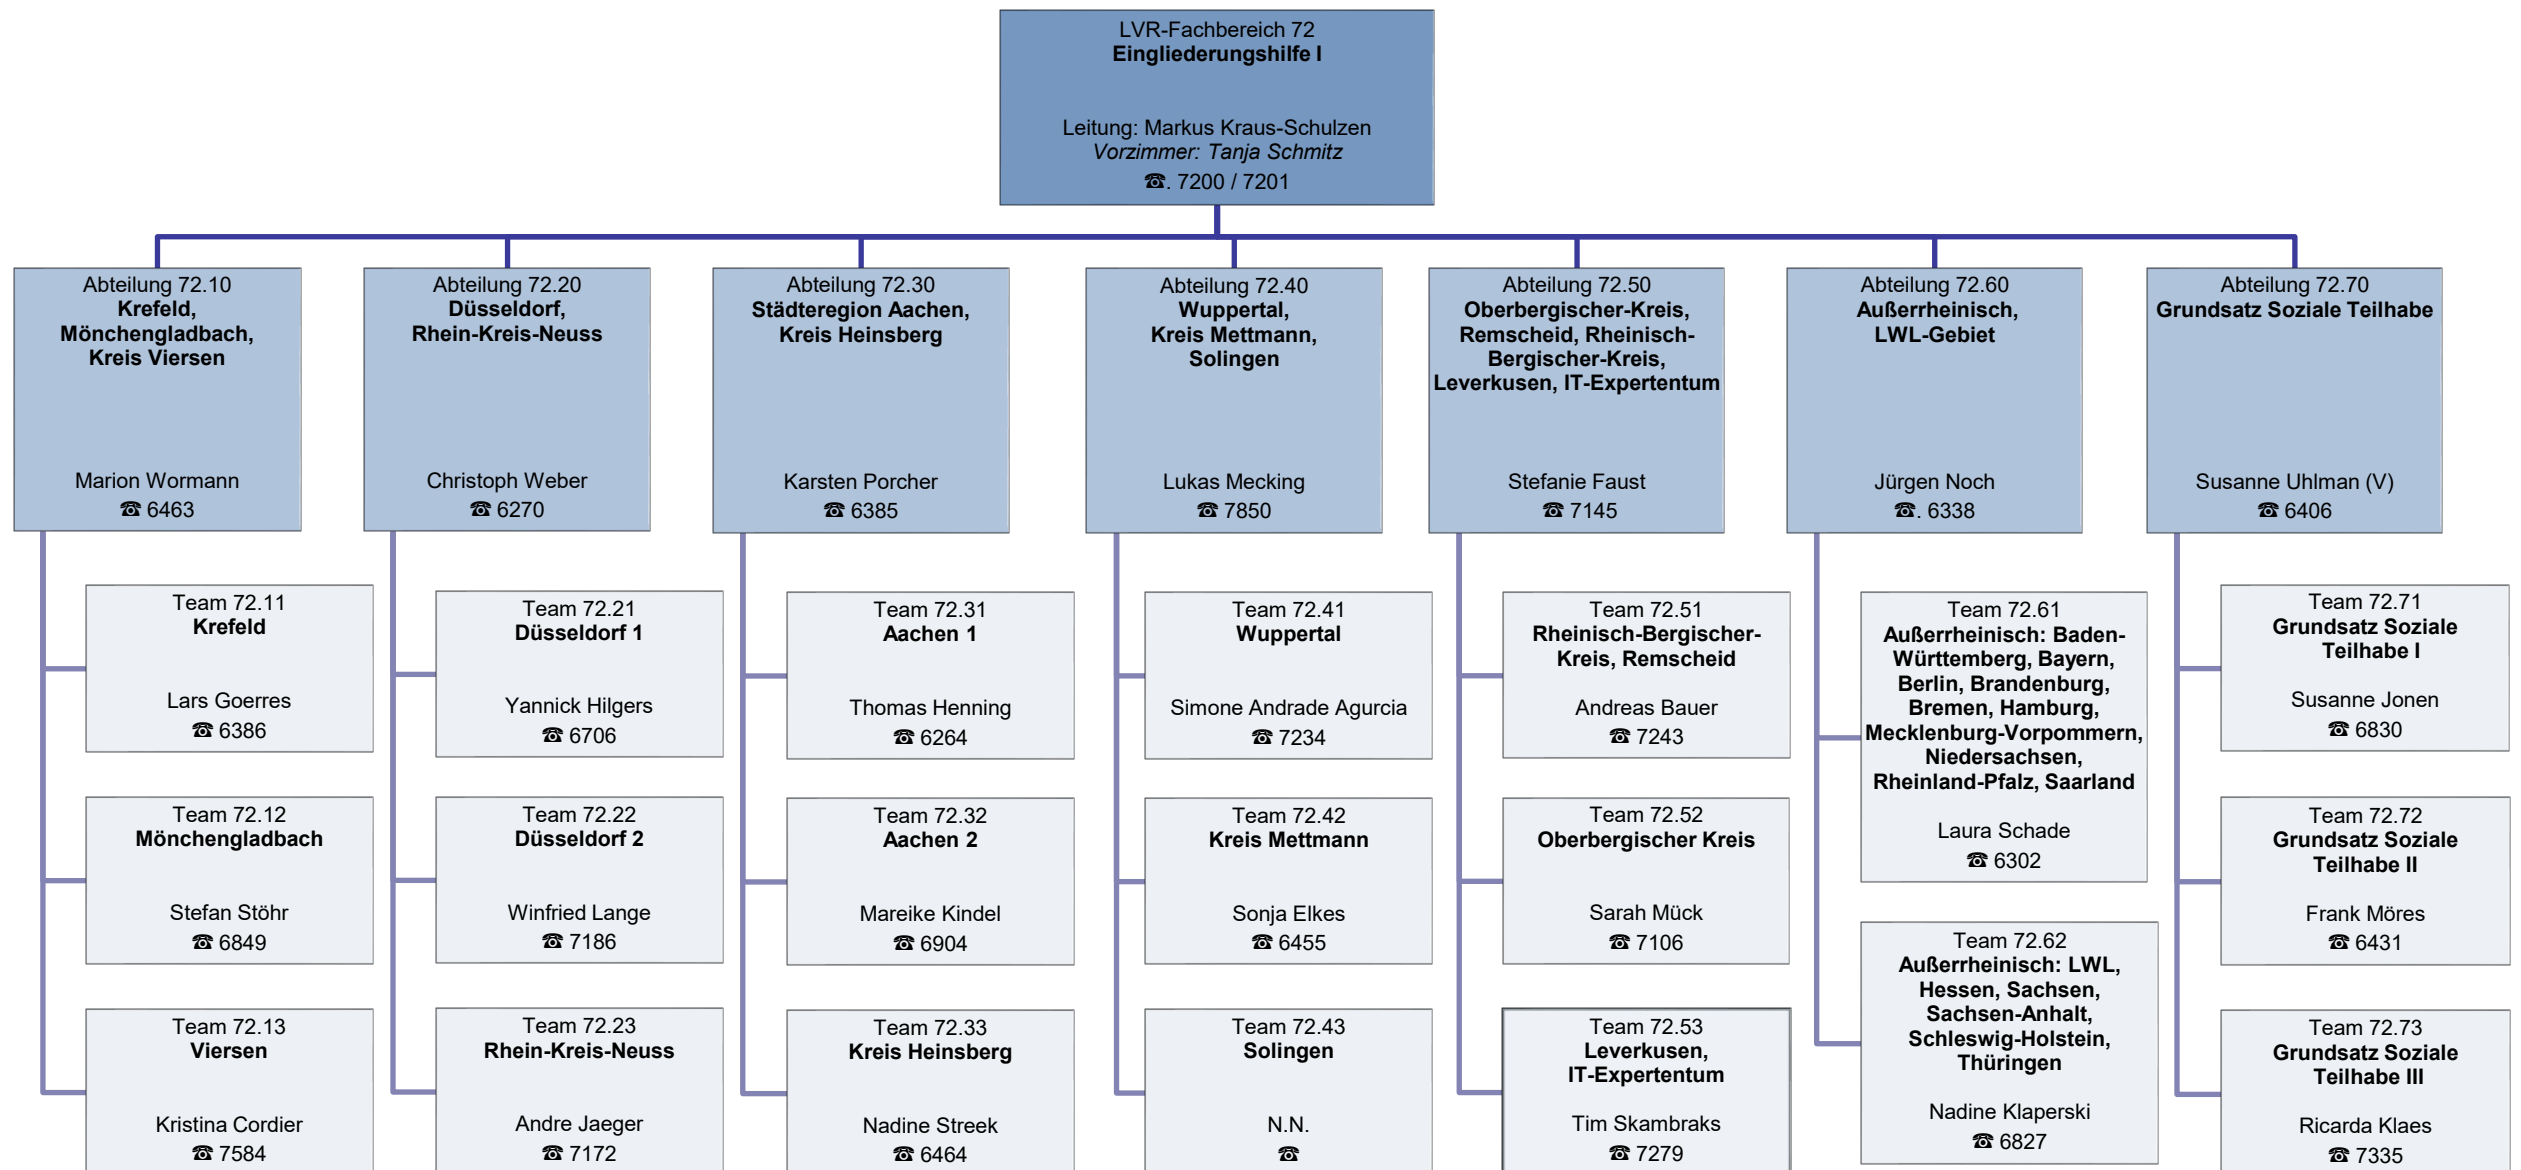 LVR-Fachbereich 72
Eingliederungshilfe I
Leitung: Markus Kraus-Schulzen
Vorzimmer: Tanja Schmitz
☎. 7200 / 7201
Abteilung 72.10
Krefeld,
Mönchengladbach,
Kreis Viersen
Marion Wormann
☎ 6463
Abteilung 72.20
Düsseldorf,
Rhein-Kreis-Neuss
Christoph Weber
☎ 6270
Abteilung 72.30
Städteregion Aachen,
Kreis Heinsberg
Karsten Porcher
☎ 6385
Abteilung 72.40
Wuppertal,
Kreis Mettmann,
Solingen
Lukas Mecking
☎ 7850
Abteilung 72.50
Oberbergischer-Kreis,
Remscheid, Rheinisch-
Bergischer-Kreis,
Leverkusen, IT-Expertentum
Stefanie Faust
☎ 7145
Abteilung 72.60
Außerrheinisch,
LWL-Gebiet
Jürgen Noch
☎. 6338
Abteilung 72.70
Grundsatz Soziale Teilhabe
Susanne Uhlman (V)
☎ 6406
Team 72.11
Krefeld
Lars Goerres
☎ 6386
Team 72.12
Mönchengladbach
Stefan Stöhr
☎ 6849
Team 72.13
Viersen
Kristina Cordier
☎ 7584
Team 72.21
Düsseldorf 1
Yannick Hilgers
☎ 6706
Team 72.22
Düsseldorf 2
Winfried Lange
☎ 7186
Team 72.23
Rhein-Kreis-Neuss
Andre Jaeger
☎ 7172
Team 72.31
Aachen 1
Thomas Henning
☎ 6264
Team 72.32
Aachen 2
Mareike Kindel
☎ 6904
Team 72.33
Kreis Heinsberg
Nadine Streek
☎ 6464
Team 72.41
Wuppertal
Simone Andrade Agurcia
☎ 7234
Team 72.42
Kreis Mettmann
Sonja Elkes
☎ 6455
Team 72.43
Solingen
N.N.
☎
Team 72.51
Rheinisch-Bergischer-
Kreis, Remscheid
Andreas Bauer
☎ 7243
Team 72.52
Oberbergischer Kreis
Sarah Mück
☎ 7106
Team 72.53
Leverkusen,
IT-Expertentum
Tim Skambraks
☎ 7279
Team 72.61
Außerrheinisch: Baden-
Württemberg, Bayern,
Berlin, Brandenburg,
Bremen, Hamburg,
Mecklenburg-Vorpommern,
Niedersachsen,
Rheinland-Pfalz, Saarland
Laura Schade
☎ 6302
Team 72.62
Außerrheinisch: LWL,
Hessen, Sachsen,
Sachsen-Anhalt,
Schleswig-Holstein,
Thüringen
Nadine Klaperski
☎ 6827
Team 72.71
Grundsatz Soziale
Teilhabe I
Susanne Jonen
☎ 6830
Team 72.72
Grundsatz Soziale
Teilhabe II
Frank Möres
☎ 6431
Team 72.73
Grundsatz Soziale
Teilhabe III
Ricarda Klaes
☎ 7335